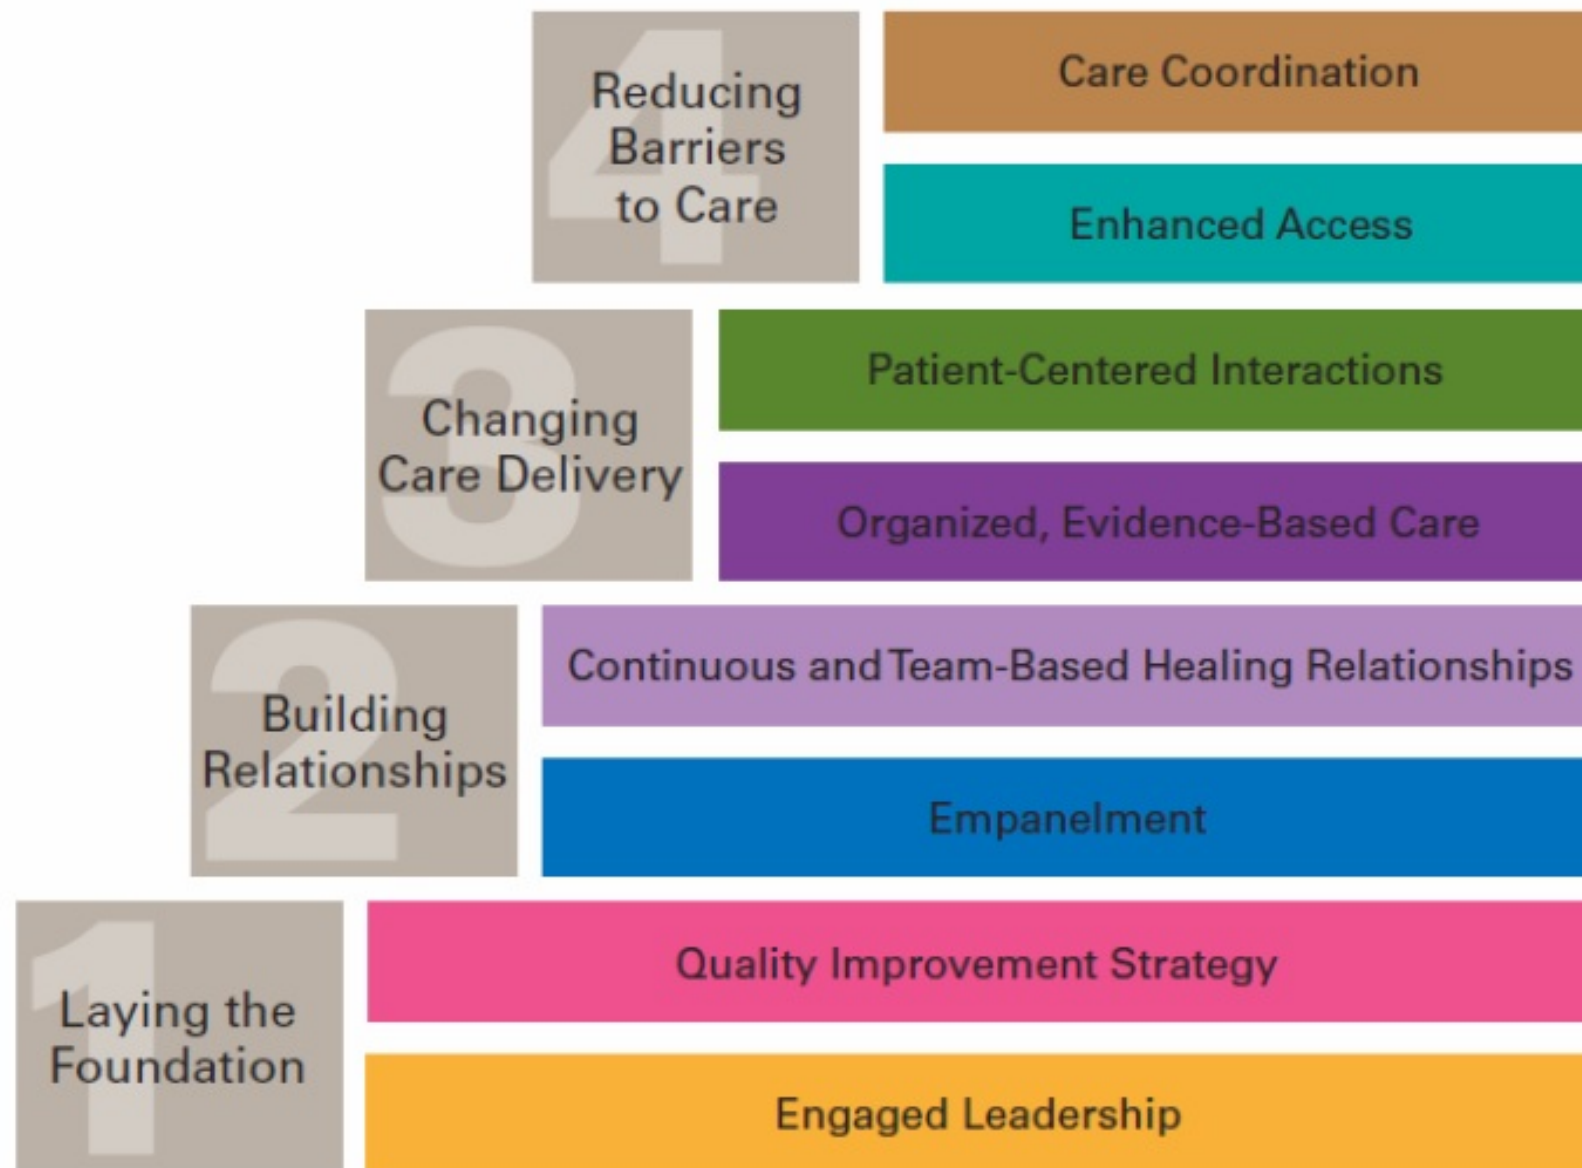 4
Reducing
Barriers
to Care
Care Coordination
Enhanced Access
3
Changing
Care Delivery
Patient-Centered Interactions
Organized, Evidence-Based Care
2
Building
Relationships
Continuous and Team-Based Healing Relationships
Empanelment
1
Laying the
Foundation
Quality Improvement Strategy
Engaged Leadership